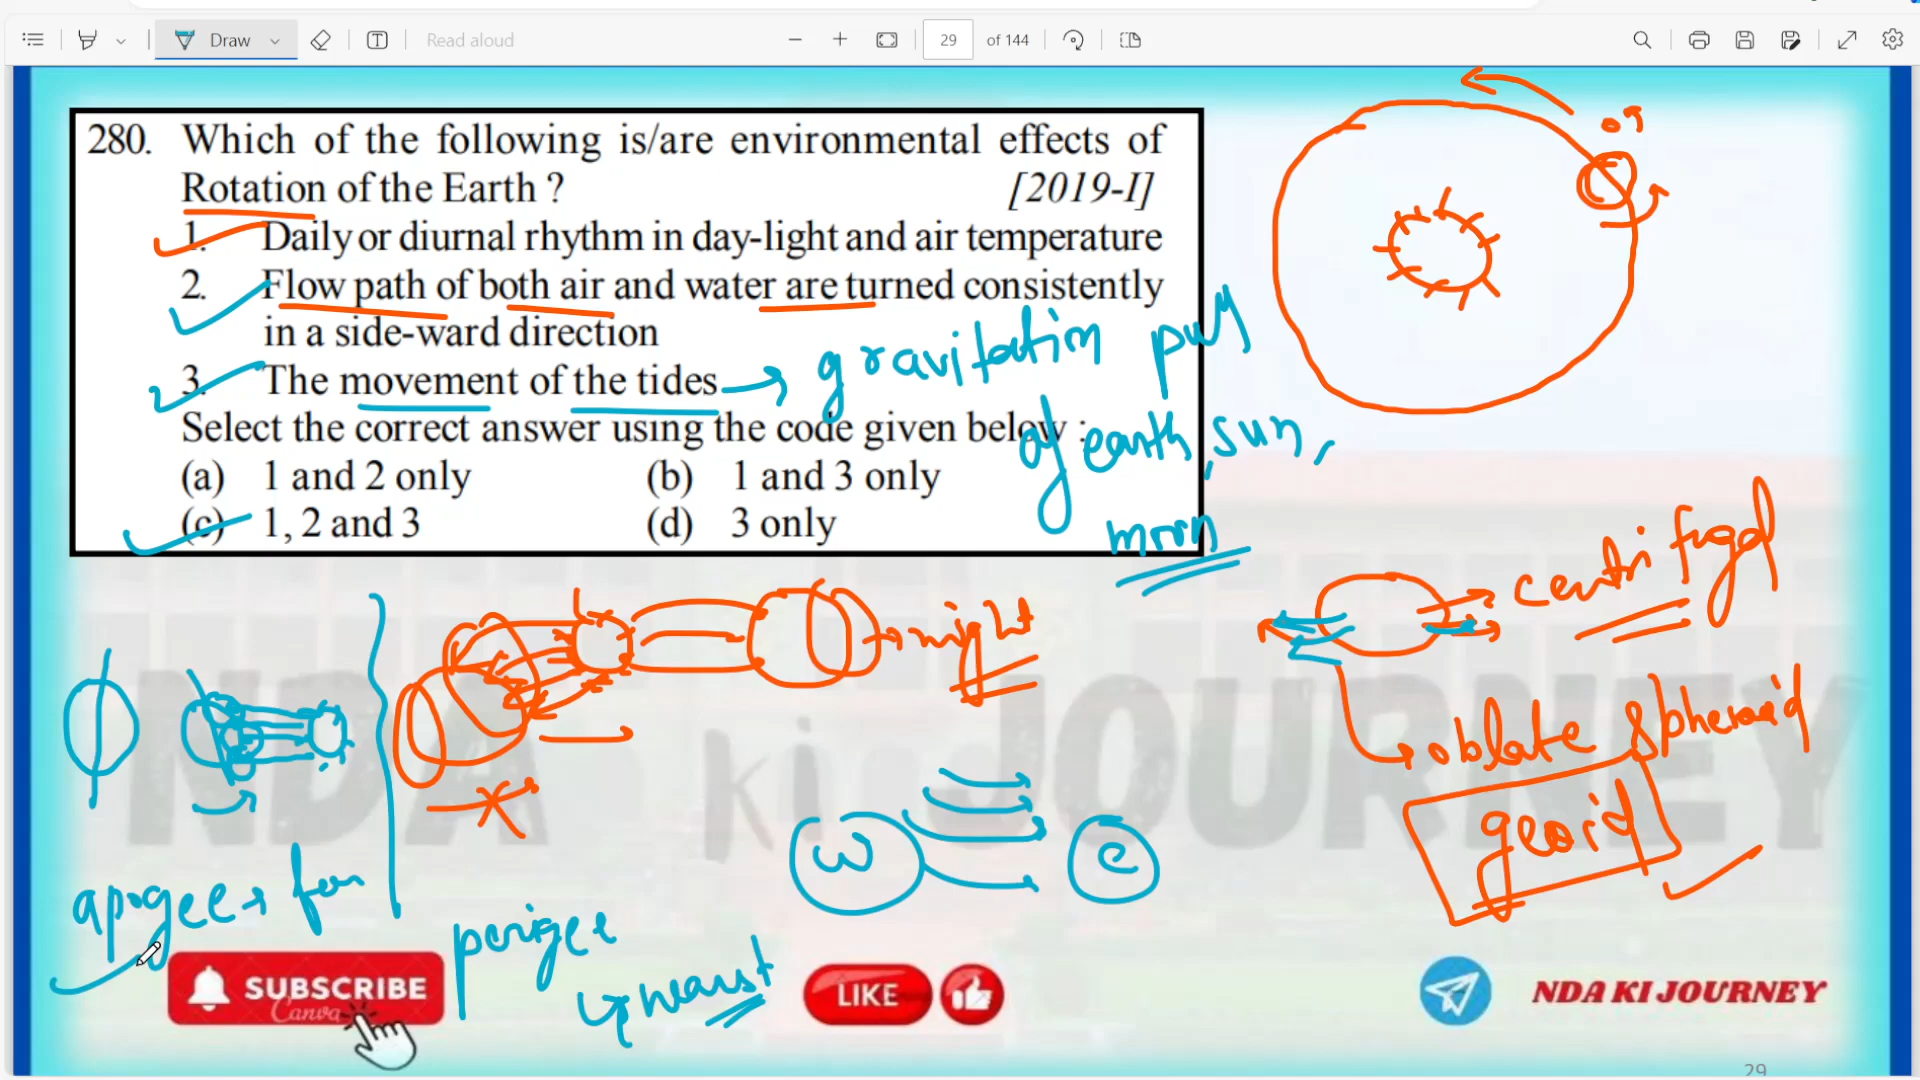 Draw
Read aloud
29
of 144
280. Which of the following is/are environmental effects of
Rotation of the Earth ? [2019-I]
1. Daily or diurnal rhythm in day-light and air temperature
2. Flow path of both air and water are turned consistently
in a side-ward direction
3. The movement of the tides
Select the correct answer using the code given below :
(a) 1 and 2 only (b) 1 and 3 only
(c) 1, 2 and 3 (d) 3 only
gravitation pull
of earth, sun,
moon
night
centrifugal
oblate spheroid
geoid
w
e
apogee → far
perigee
NDA ki JOURNEY
SUBSCRIBE
Canva
LIKE
NDA KI JOURNEY
29